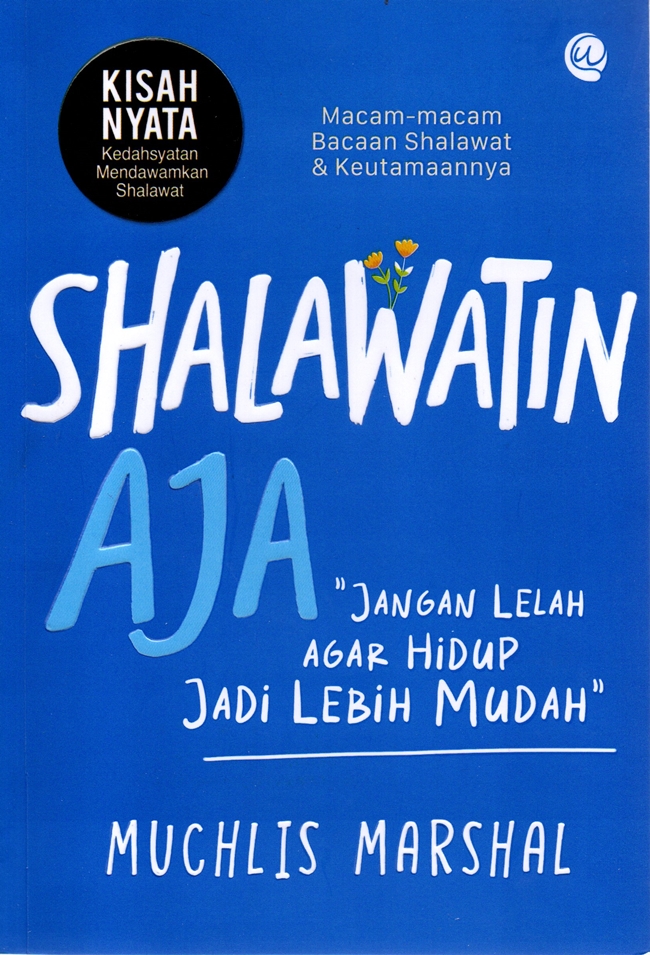 KISAH
NYATA
Kedahsyatan
Mendawamkan
Shalawat
Macam-macam
Bacaan Shalawat
& Keutamaannya
SHALAWATIN
AJA
"JANGAN LELAH
AGAR HIDUP
JADI LEBIH MUDAH"
MUCHLIS MARSHAL